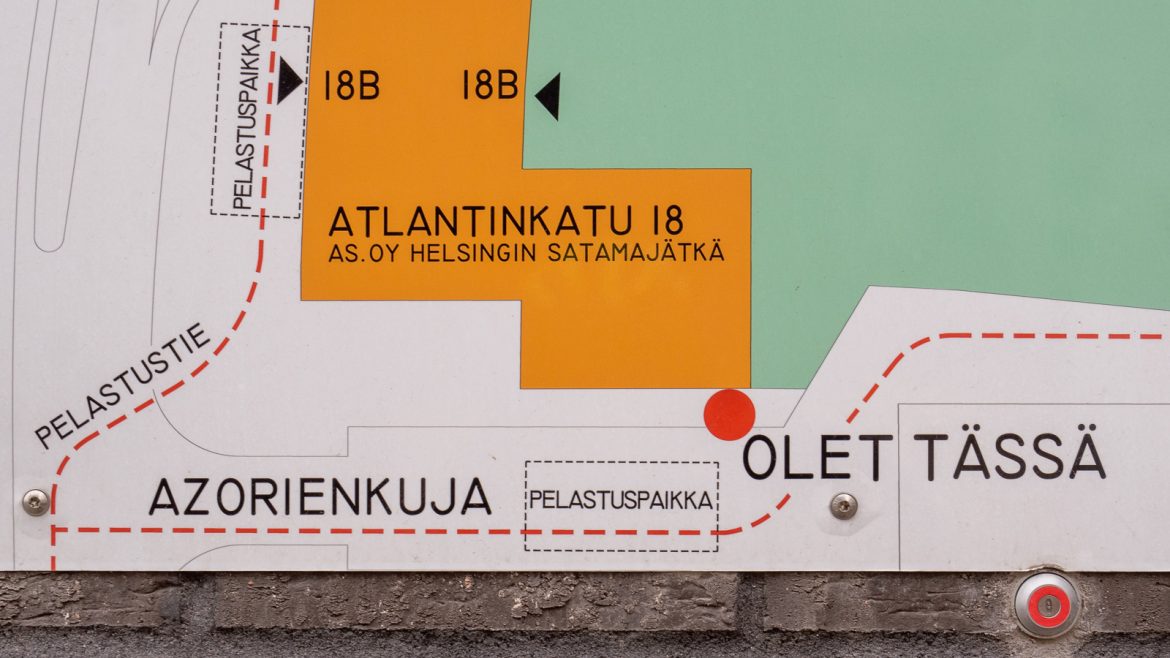 PELASTUSPAIKKA
18B
18B
ATLANTINKATU 18
AS.OY HELSINGIN SATAMAJÄTKÄ
PELASTUSTIE
OLET TÄSSÄ
AZORIENKUJA
PELASTUSPAIKKA